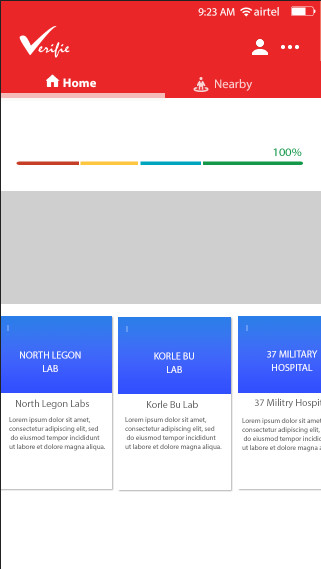 9:23 AM airtel
Verifie
Home
Nearby
100%
NORTH LEGON
LAB
North Legon Labs
Lorem ipsum dolor sit amet,
consectetur adipiscing elit, sed
do eiusmod tempor incididunt
ut labore et dolore magna aliqua.
KORLE BU
LAB
Korle Bu Lab
Lorem ipsum dolor sit amet,
consectetur adipiscing elit, sed
do eiusmod tempor incididunt
ut labore et dolore magna aliqua.
37 MILITARY
HOSPITAL
37 Militry Hospit
Lorem ipsum dolor sit amet,
consectetur adipiscing elit,
do eiusmod tempor incididu
ut labore et dolore magna